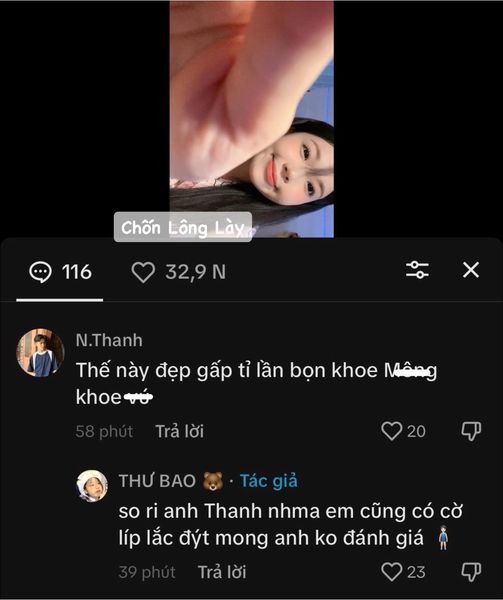 Chốn Lông Lày
116
32,9 N
N.Thanh
Thế này đẹp gấp tỉ lần bọn khoe Mông
khoe vú
58 phút Trả lời 20
THƯ BAO 🐻 · Tác giả
so ri anh Thanh nhma em cũng có cờ
líp lắc đýt mong anh ko đánh giá 🧍🏻‍♀️
39 phút Trả lời 23